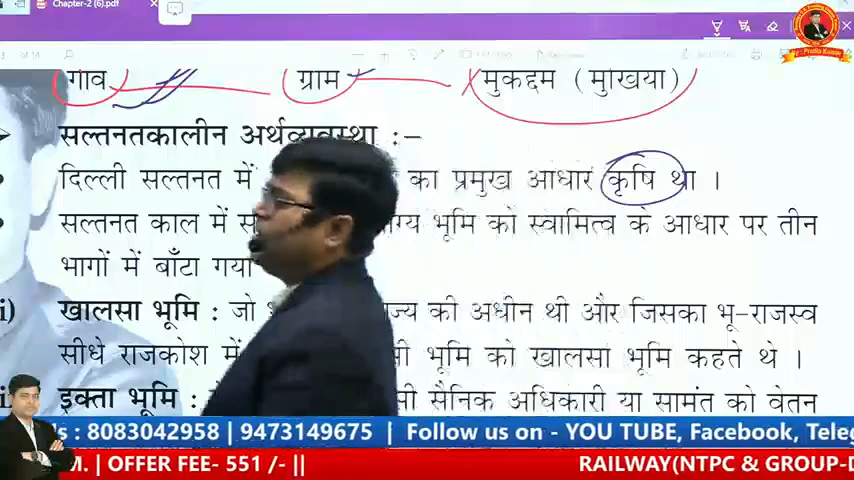 Chapter-2 (6).pdf
गाँव ग्राम मुकद्दम (मुखिया)
सल्तनतकालीन अर्थव्यवस्था :-
दिल्ली सल्तनत में का प्रमुख आधार कृषि था ।
सल्तनत काल में भूमि को स्वामित्व के आधार पर तीन
भागों में बाँटा गया
खालसा भूमि : जो की अधीन थी और जिसका भू-राजस्व
सीधे राजकोश में भूमि को खालसा भूमि कहते थे ।
इक्ता भूमि : सैनिक अधिकारी या सामंत को वेतन
: 8083042958 | 9473149675 | Follow us on - YOU TUBE, Facebook,
OFFER FEE- 551 /- || RAILWAY(NTPC &